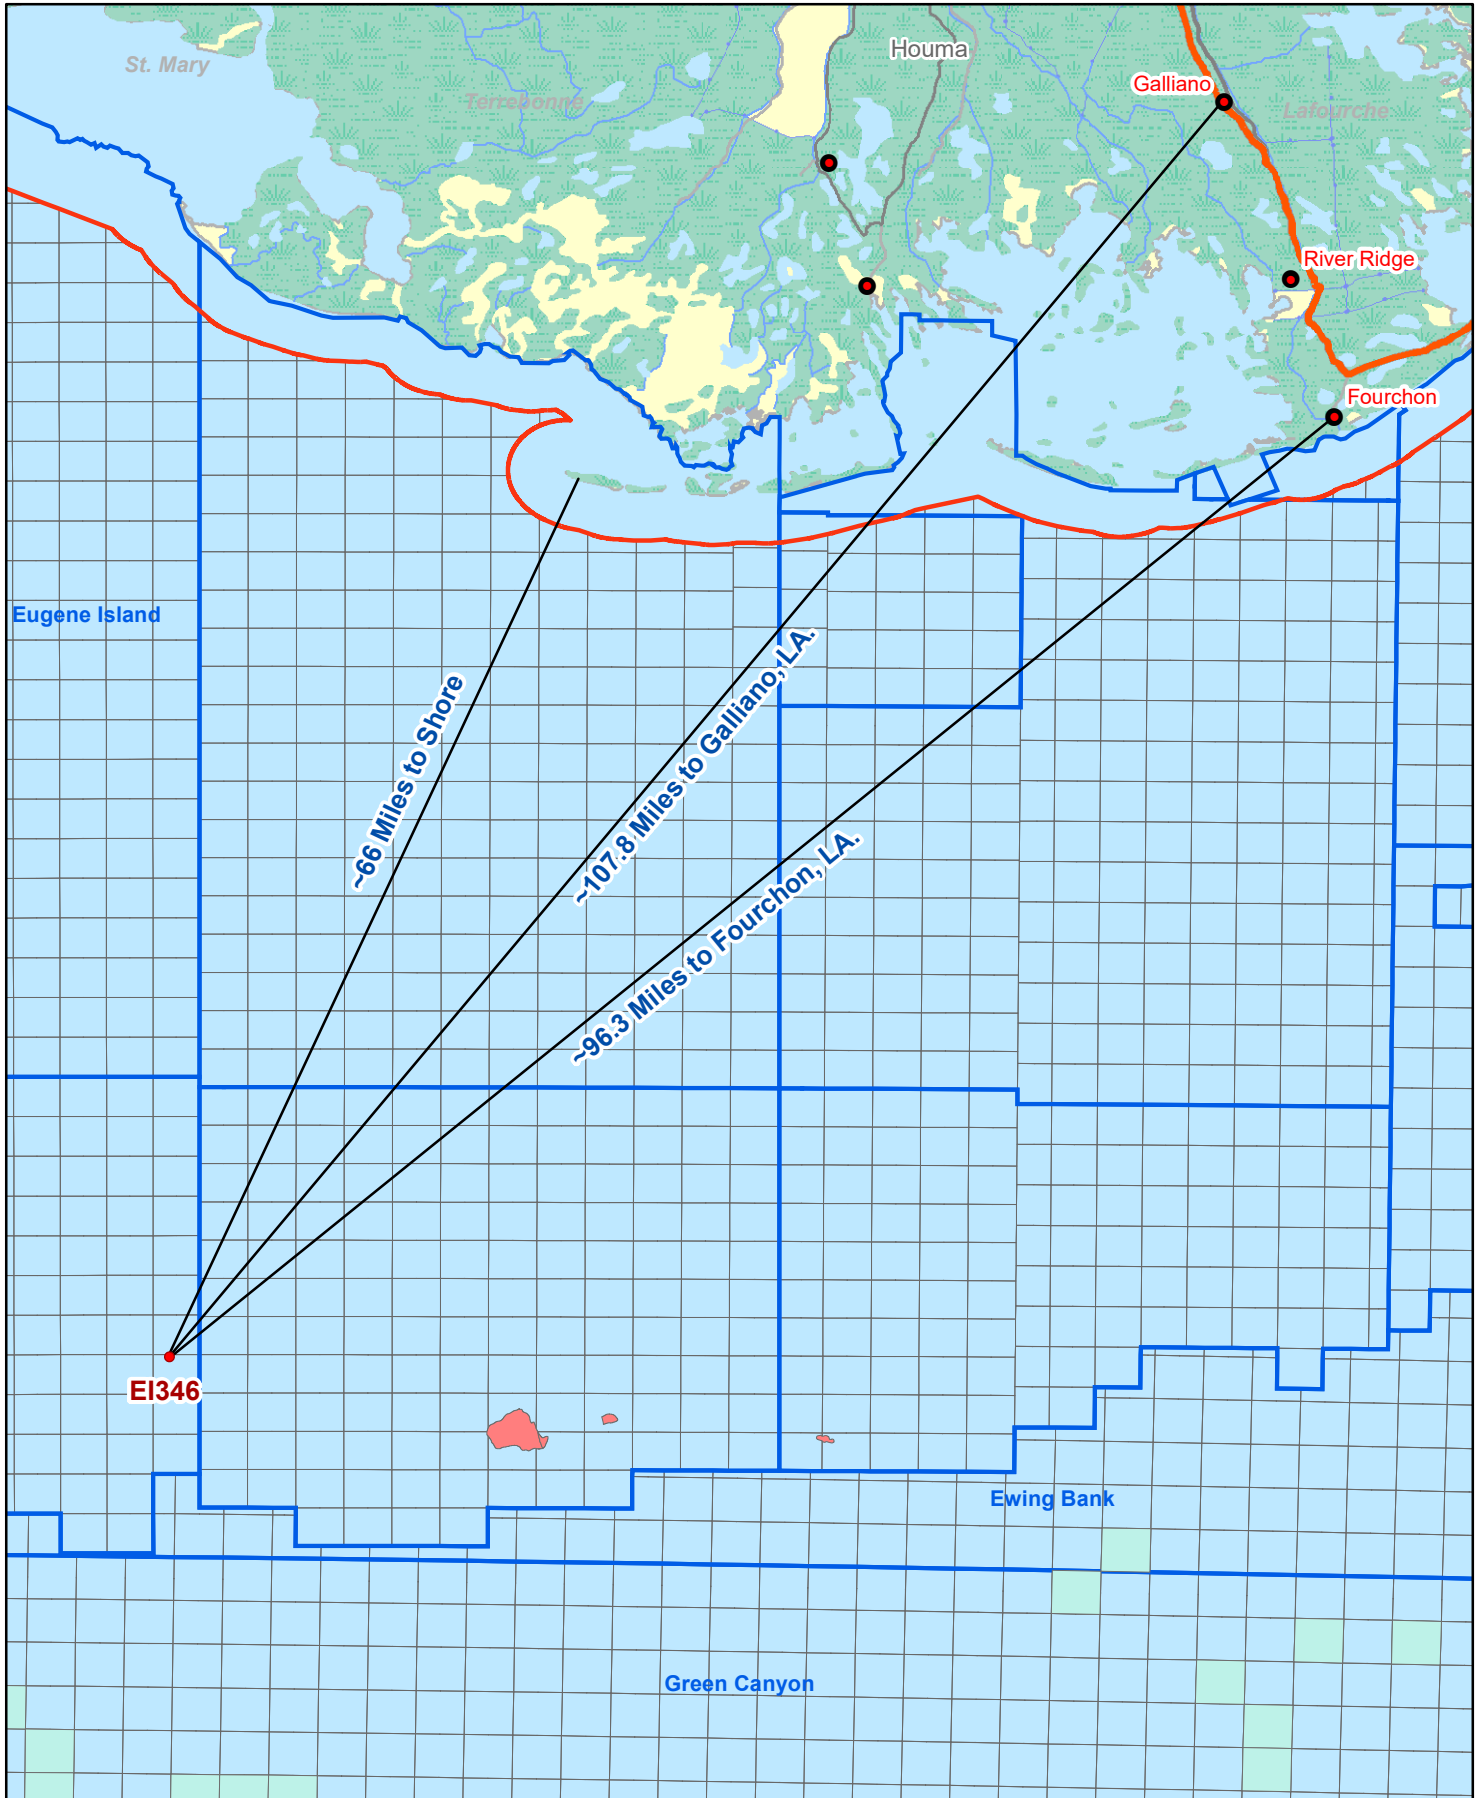 Houma
St. Mary
Galliano
Terrebonne
Lafourche
River Ridge
Fourchon
Eugene Island
~66 Miles to Shore
~107.8 Miles to Galliano, LA.
~96.3 Miles to Fourchon, LA.
EI346
Ewing Bank
Green Canyon